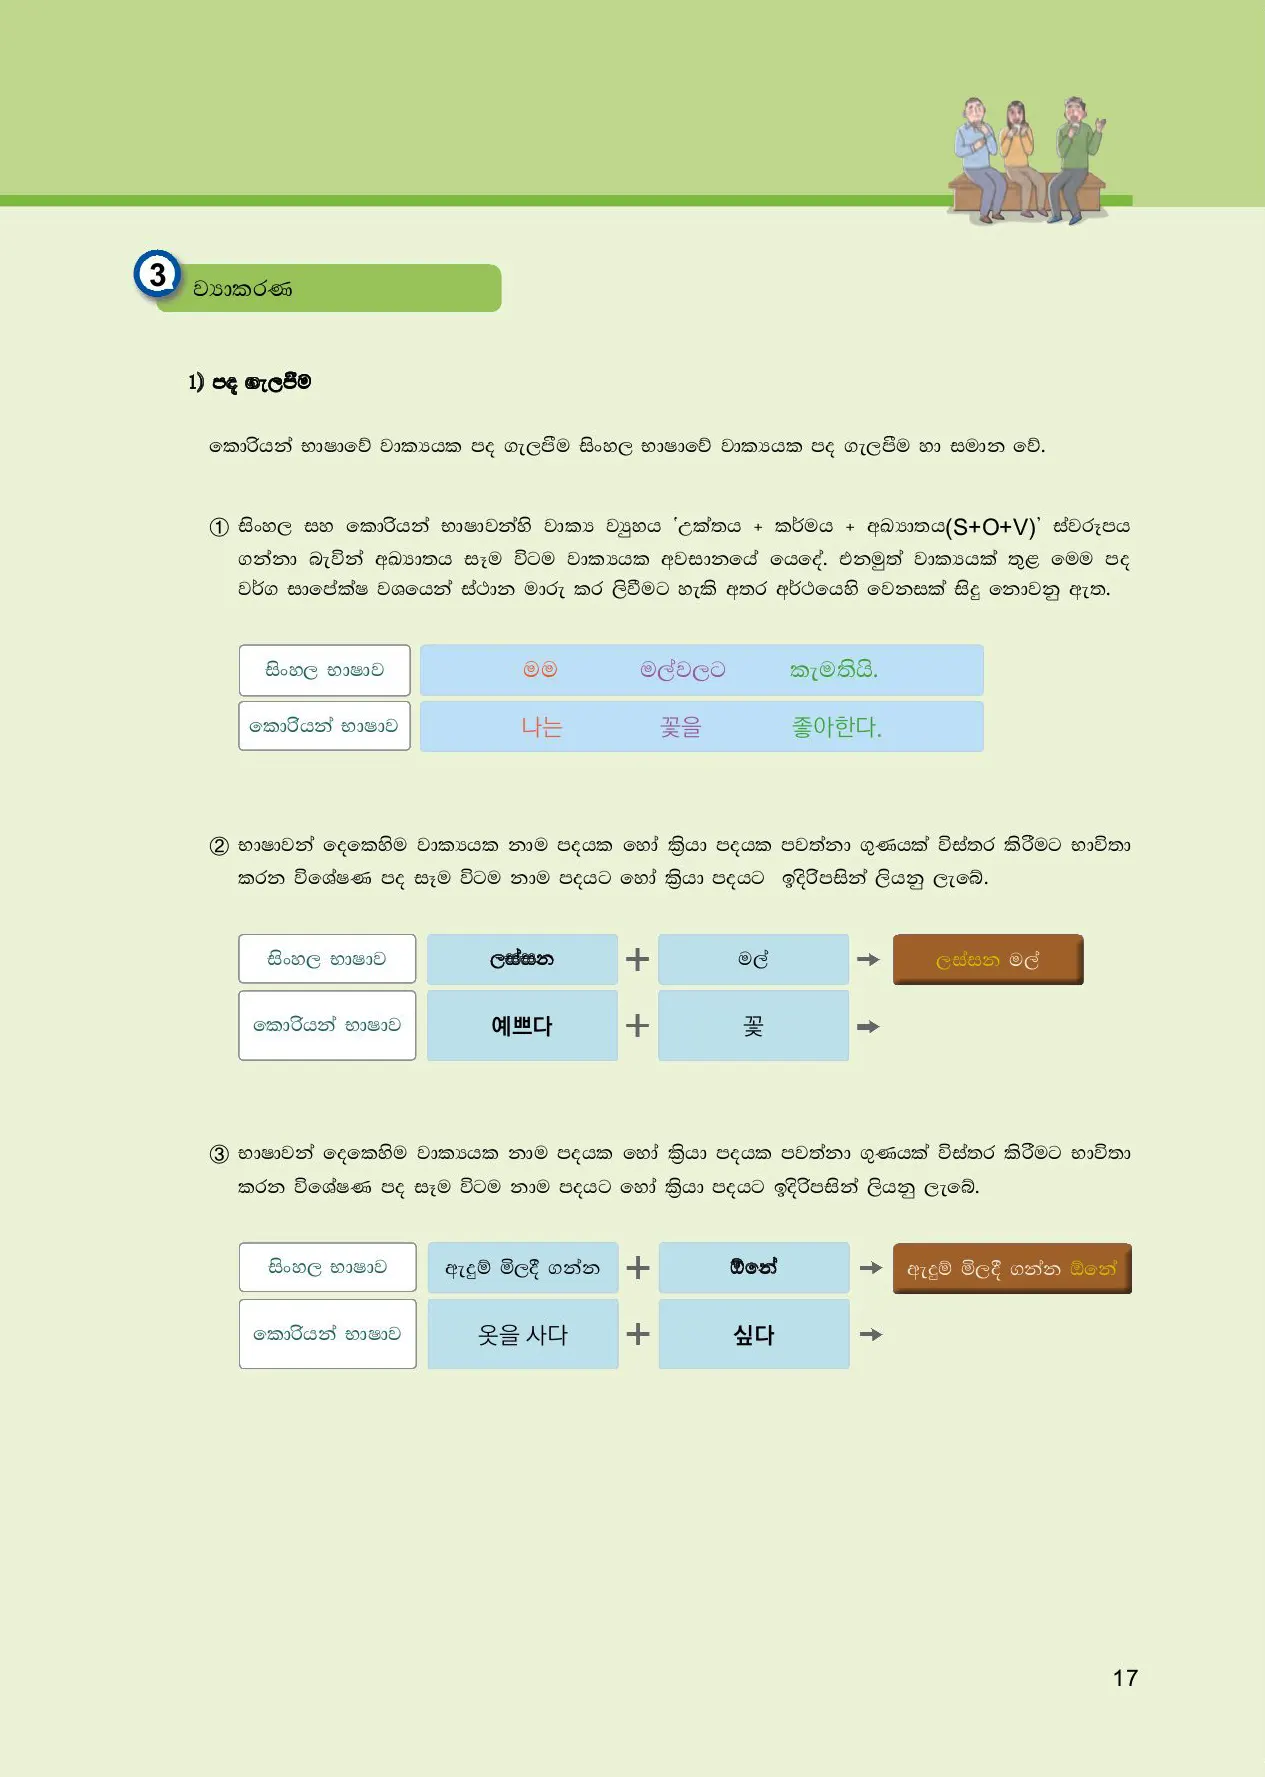 3 ව්‍යාකරණ
1) පද ගැලපීම
කොරියන් භාෂාවේ වාක්‍යයක පද ගැලපීම සිංහල භාෂාවේ වාක්‍යයක පද ගැලපීම හා සමාන වේ.
① සිංහල සහ කොරියන් භාෂාවන්හි වාක්‍ය ව්‍යුහය ‘උක්තය + කර්මය + අඛ්‍යාතය(S+O+V)’ ස්වරූපය
ගන්නා බැවින් අඛ්‍යාතය සෑම විටම වාක්‍යයක අවසානයේ යෙදේ. එනමුත් වාක්‍යයක් තුළ මෙම පද
වර්ග සාපේක්ෂ වශයෙන් ස්ථාන මාරු කර ලිවීමට හැකි අතර අර්ථයෙහි වෙනසක් සිදු නොවනු ඇත.
සිංහල භාෂාව මම මල්වලට කැමතියි.
කොරියන් භාෂාව 나는 꽃을 좋아한다.
② භාෂාවන් දෙකෙහිම වාක්‍යයක නාම පදයක හෝ ක්‍රියා පදයක පවත්නා ගුණයක් විස්තර කිරීමට භාවිතා
කරන විශේෂණ පද සෑම විටම නාම පදයට හෝ ක්‍රියා පදයට ඉදිරිපසින් ලියනු ලැබේ.
සිංහල භාෂාව ලස්සන + මල් → ලස්සන මල්
කොරියන් භාෂාව 예쁘다 + 꽃 →
③ භාෂාවන් දෙකෙහිම වාක්‍යයක නාම පදයක හෝ ක්‍රියා පදයක පවත්නා ගුණයක් විස්තර කිරීමට භාවිතා
කරන විශේෂණ පද සෑම විටම නාම පදයට හෝ ක්‍රියා පදයට ඉදිරිපසින් ලියනු ලැබේ.
සිංහල භාෂාව ඇදුම් මිලදී ගන්න + ඕනේ → ඇදුම් මිලදී ගන්න ඕනේ
කොරියන් භාෂාව 옷을 사다 + 싶다 →
17